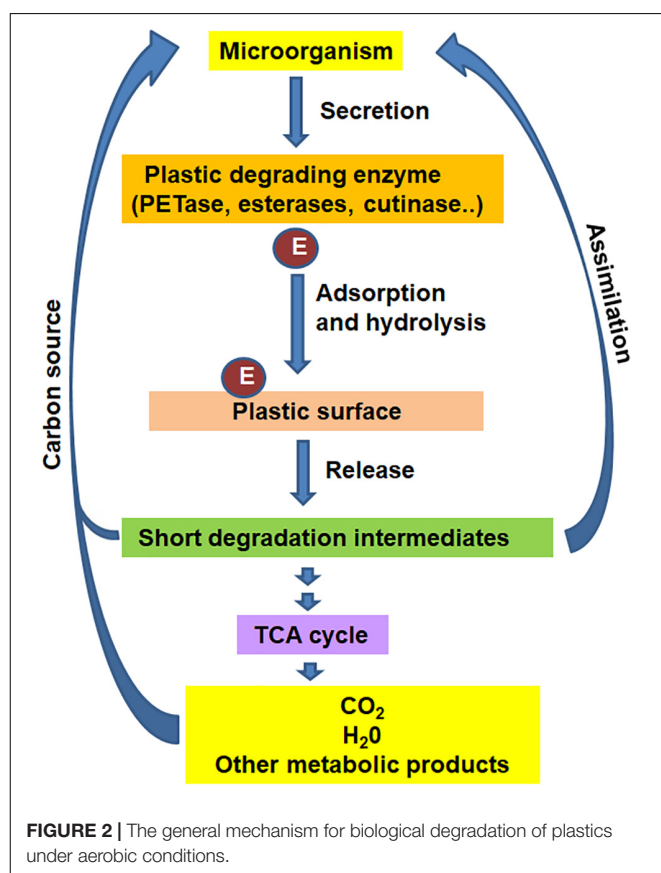 Microorganism
Secretion
Plastic degrading enzyme
(PETase, esterases, cutinase..)
E
Adsorption
and hydrolysis
Carbon source
Assimilation
E
Plastic surface
Release
Short degradation intermediates
TCA cycle
CO₂
H₂0
Other metabolic products
FIGURE 2 | The general mechanism for biological degradation of plastics
under aerobic conditions.